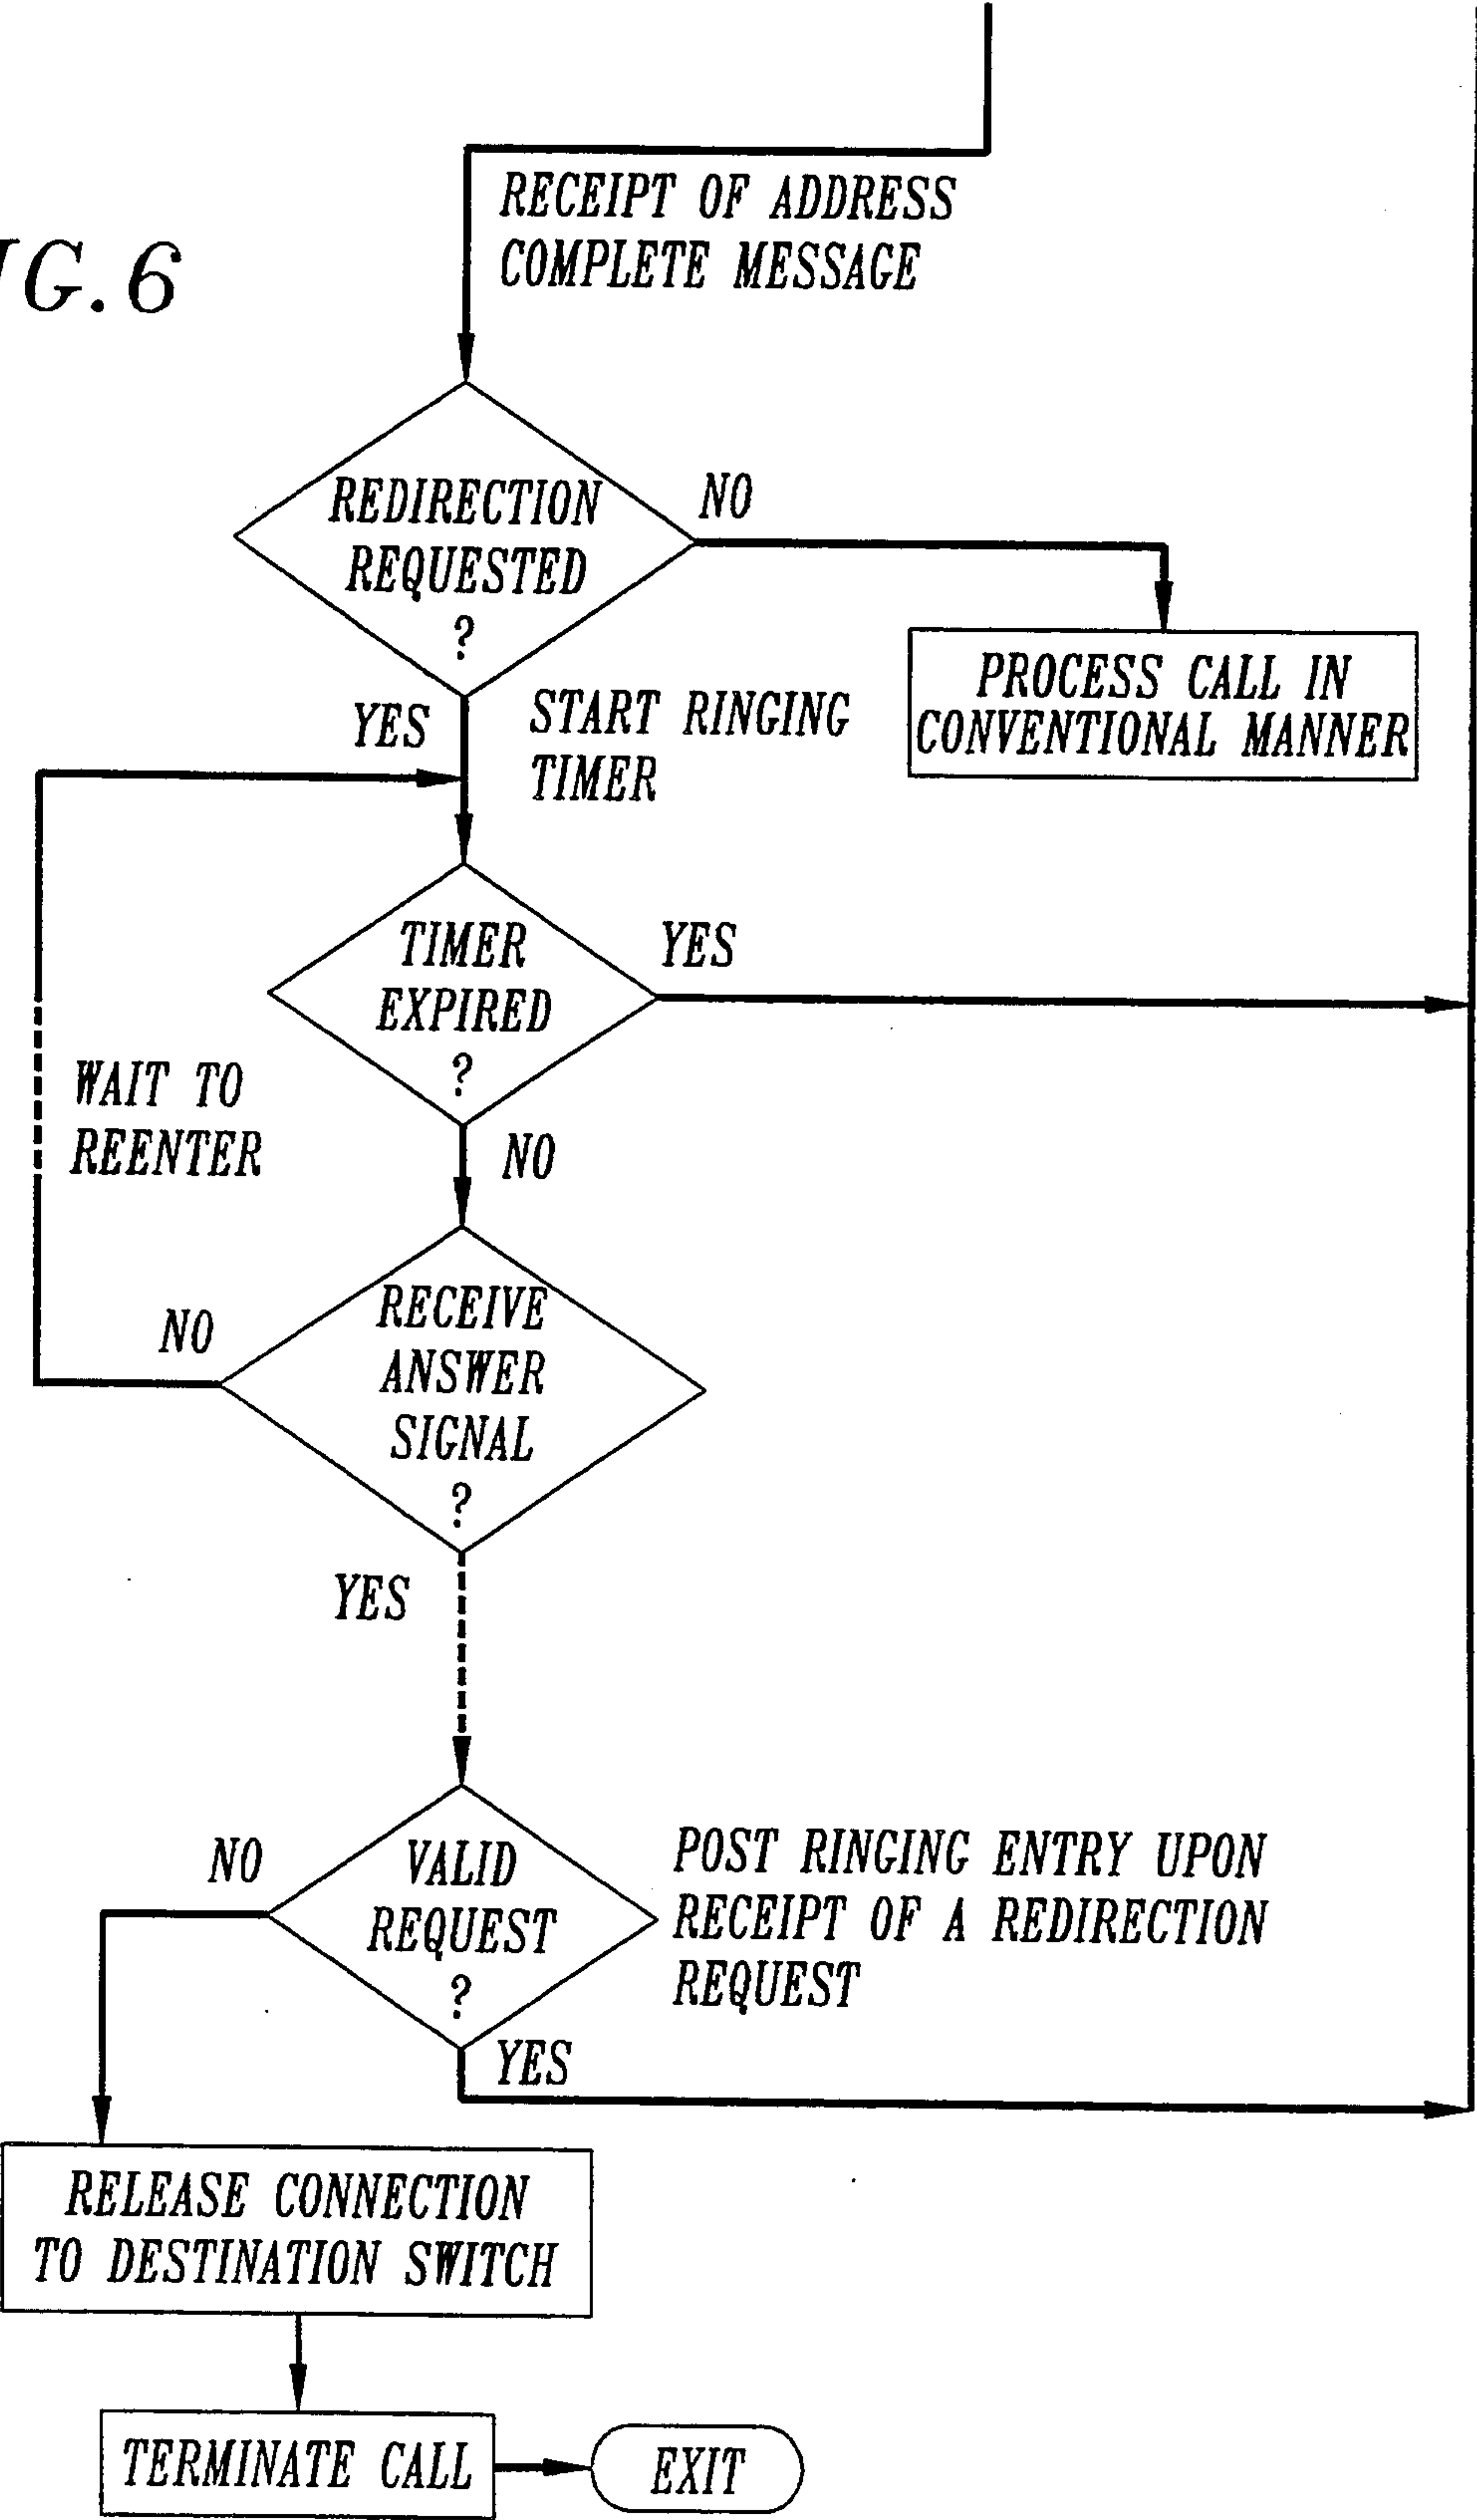 IG. 6
RECEIPT OF ADDRESS
COMPLETE MESSAGE
REDIRECTION
REQUESTED
?
NO
PROCESS CALL IN
CONVENTIONAL MANNER
YES
START RINGING
TIMER
TIMER
EXPIRED
?
YES
WAIT TO
REENTER
NO
RECEIVE
ANSWER
SIGNAL
?
NO
YES
VALID
REQUEST
?
NO
POST RINGING ENTRY UPON
RECEIPT OF A REDIRECTION
REQUEST
YES
RELEASE CONNECTION
TO DESTINATION SWITCH
TERMINATE CALL
EXIT